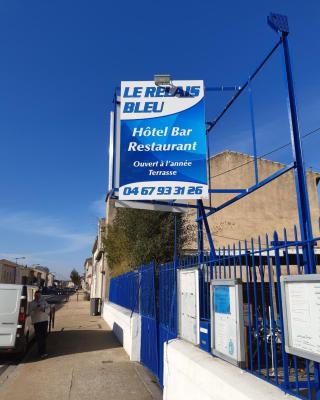 LE RELAIS
BLEU
Hôtel Bar
Restaurant
Ouvert à l'année
Terrasse
04 67 93 31 26